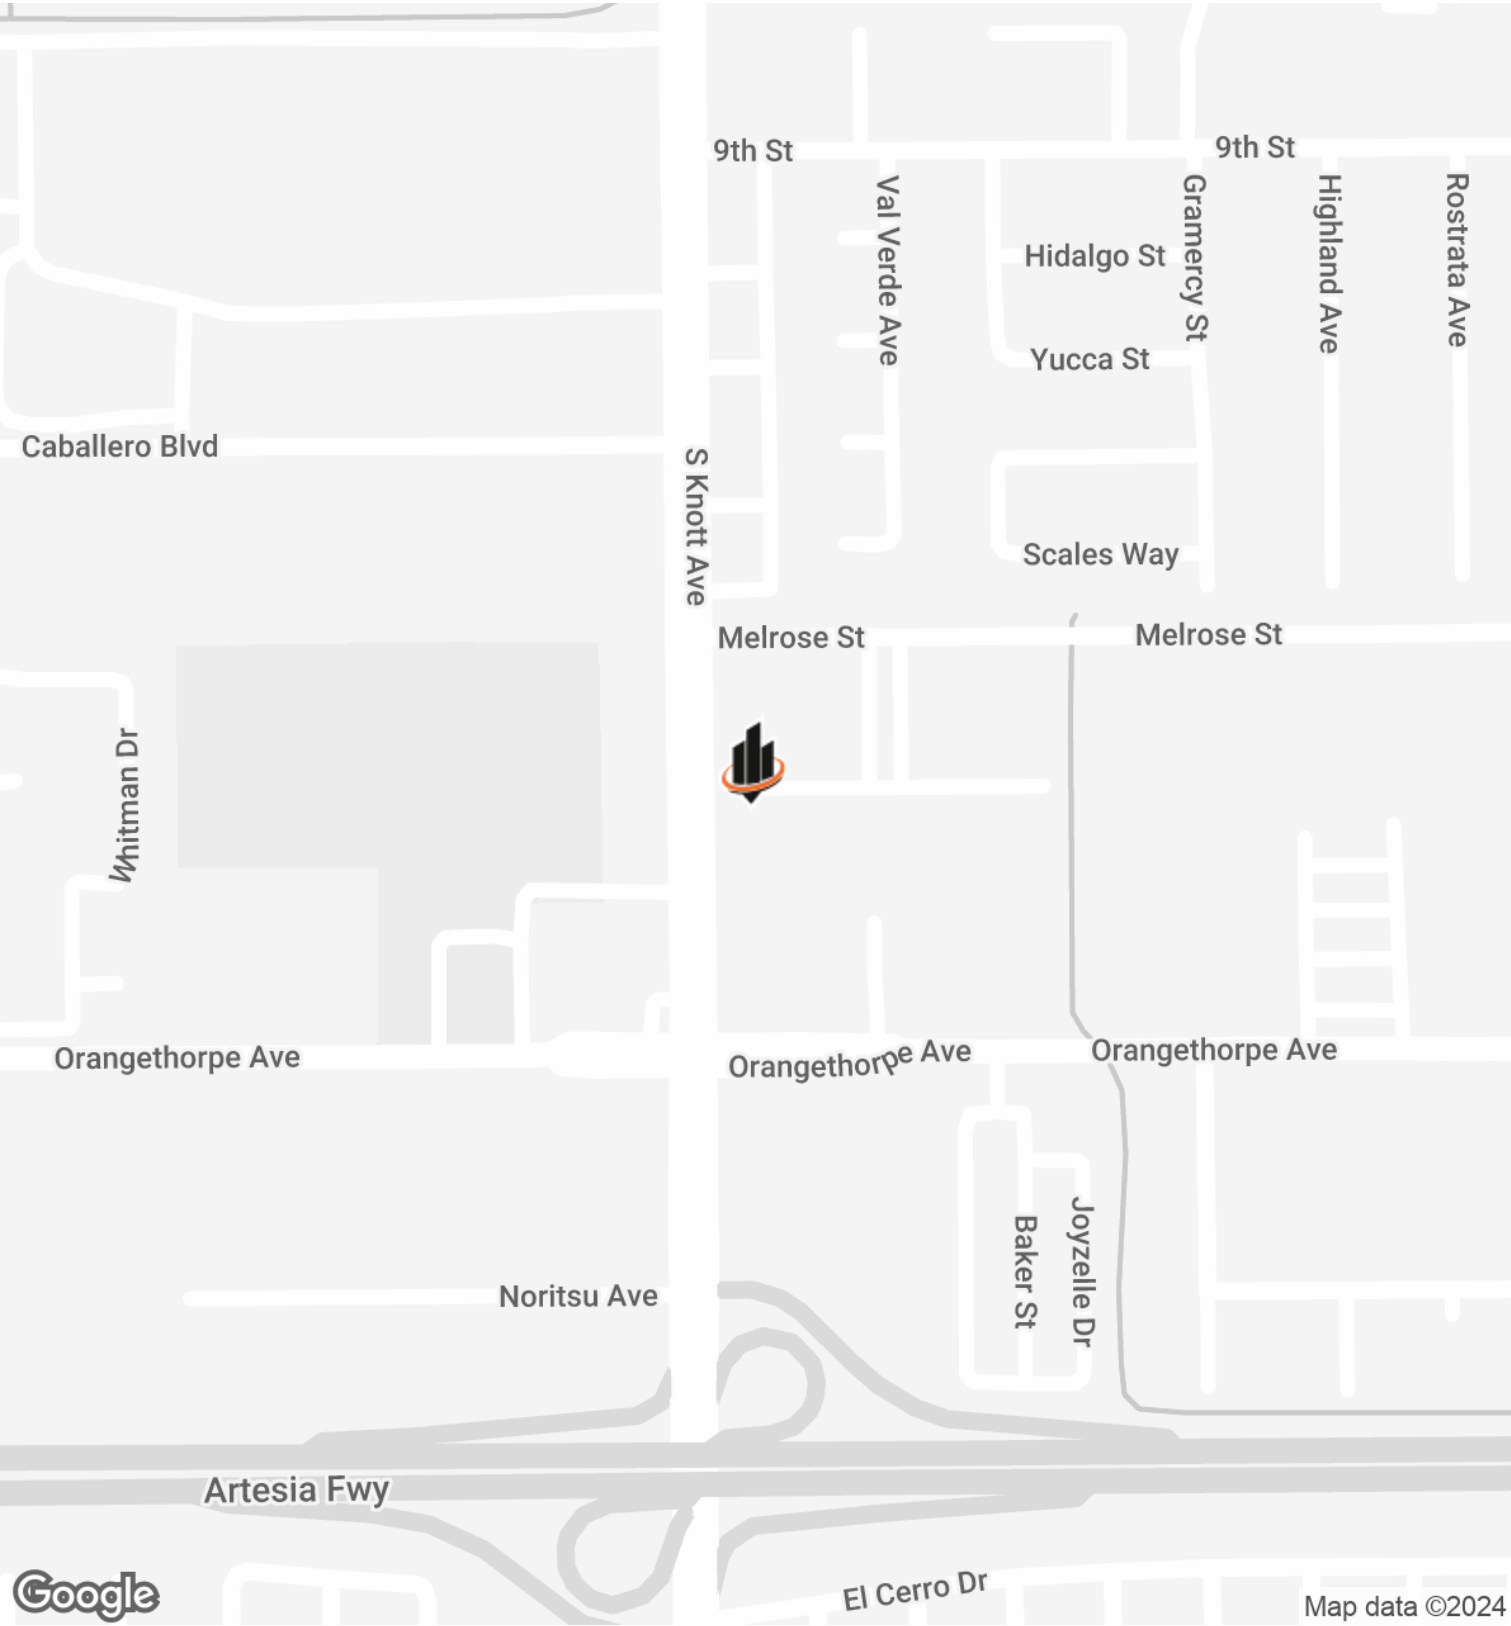 9th St
9th St
Val Verde Ave
Gramercy St
Highland Ave
Rostrata Ave
Hidalgo St
Yucca St
Caballero Blvd
S Knott Ave
Scales Way
Melrose St
Melrose St
Whitman Dr
Orangethorpe Ave
Orangethorpe Ave
Orangethorpe Ave
Baker St
Joyzelle Dr
Noritsu Ave
Artesia Fwy
El Cerro Dr
Google
Map data ©2024